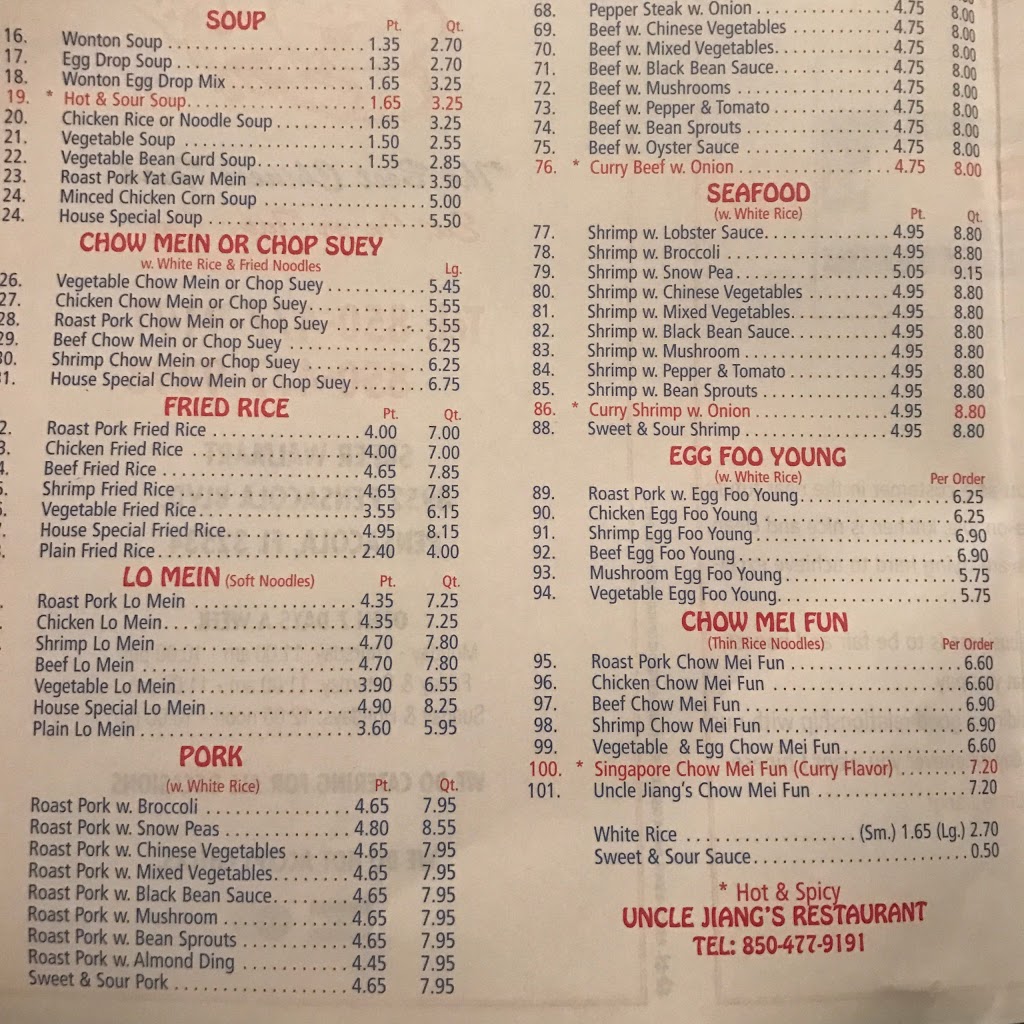 SOUP
Pt. Qt.
16. Wonton Soup 1.35 2.70
17. Egg Drop Soup 1.35 2.70
18. Wonton Egg Drop Mix 1.65 3.25
19. * Hot & Sour Soup 1.65 3.25
20. Chicken Rice or Noodle Soup 1.65 3.25
21. Vegetable Soup 1.50 2.55
22. Vegetable Bean Curd Soup 1.55 2.85
23. Roast Pork Yat Gaw Mein 3.50
24. Minced Chicken Corn Soup 5.00
24. House Special Soup 5.50
CHOW MEIN OR CHOP SUEY
w. White Rice & Fried Noodles Lg.
26. Vegetable Chow Mein or Chop Suey 5.45
27. Chicken Chow Mein or Chop Suey 5.55
28. Roast Pork Chow Mein or Chop Suey 5.55
29. Beef Chow Mein or Chop Suey 6.25
30. Shrimp Chow Mein or Chop Suey 6.25
31. House Special Chow Mein or Chop Suey 6.75
FRIED RICE Pt. Qt.
2. Roast Pork Fried Rice 4.00 7.00
3. Chicken Fried Rice 4.00 7.00
4. Beef Fried Rice 4.65 7.85
5. Shrimp Fried Rice 4.65 7.85
6. Vegetable Fried Rice 3.55 6.15
7. House Special Fried Rice 4.95 8.15
Plain Fried Rice 2.40 4.00
LO MEIN (Soft Noodles) Pt. Qt.
Roast Pork Lo Mein 4.35 7.25
Chicken Lo Mein 4.35 7.25
Shrimp Lo Mein 4.70 7.80
Beef Lo Mein 4.70 7.80
Vegetable Lo Mein 3.90 6.55
House Special Lo Mein 4.90 8.25
Plain Lo Mein 3.60 5.95
PORK
(w. White Rice) Pt. Qt.
Roast Pork w. Broccoli 4.65 7.95
Roast Pork w. Snow Peas 4.80 8.55
Roast Pork w. Chinese Vegetables 4.65 7.95
Roast Pork w. Mixed Vegetables 4.65 7.95
Roast Pork w. Black Bean Sauce 4.65 7.95
Roast Pork w. Mushroom 4.65 7.95
Roast Pork w. Bean Sprouts 4.65 7.95
Roast Pork w. Almond Ding 4.45 7.95
Sweet & Sour Pork 4.65 7.95
68. Pepper Steak w. Onion 4.75 8.00
69. Beef w. Chinese Vegetables 4.75 8.00
70. Beef w. Mixed Vegetables 4.75 8.00
71. Beef w. Black Bean Sauce 4.75 8.00
72. Beef w. Mushrooms 4.75 8.00
73. Beef w. Pepper & Tomato 4.75 8.00
74. Beef w. Bean Sprouts 4.75 8.00
75. Beef w. Oyster Sauce 4.75 8.00
76. * Curry Beef w. Onion 4.75 8.00
SEAFOOD
(w. White Rice) Pt. Qt.
77. Shrimp w. Lobster Sauce 4.95 8.80
78. Shrimp w. Broccoli 4.95 8.80
79. Shrimp w. Snow Pea 5.05 9.15
80. Shrimp w. Chinese Vegetables 4.95 8.80
81. Shrimp w. Mixed Vegetables 4.95 8.80
82. Shrimp w. Black Bean Sauce 4.95 8.80
83. Shrimp w. Mushroom 4.95 8.80
84. Shrimp w. Pepper & Tomato 4.95 8.80
85. Shrimp w. Bean Sprouts 4.95 8.80
86. * Curry Shrimp w. Onion 4.95 8.80
88. Sweet & Sour Shrimp 4.95 8.80
EGG FOO YOUNG
(w. White Rice) Per Order
89. Roast Pork w. Egg Foo Young 6.25
90. Chicken Egg Foo Young 6.25
91. Shrimp Egg Foo Young 6.90
92. Beef Egg Foo Young 6.90
93. Mushroom Egg Foo Young 5.75
94. Vegetable Egg Foo Young 5.75
CHOW MEI FUN
(Thin Rice Noodles) Per Order
95. Roast Pork Chow Mei Fun 6.60
96. Chicken Chow Mei Fun 6.60
97. Beef Chow Mei Fun 6.90
98. Shrimp Chow Mei Fun 6.90
99. Vegetable & Egg Chow Mei Fun 6.60
100. * Singapore Chow Mei Fun (Curry Flavor) 7.20
101. Uncle Jiang's Chow Mei Fun 7.20
White Rice (Sm.) 1.65 (Lg.) 2.70
Sweet & Sour Sauce 0.50
* Hot & Spicy
UNCLE JIANG'S RESTAURANT
TEL: 850-477-9191